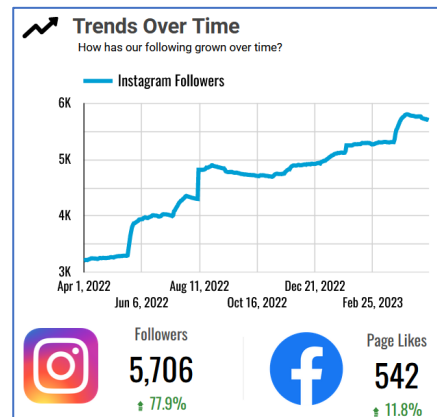 Trends Over Time
How has our following grown over time?
Instagram Followers
6K
5K
4K
3K
Apr 1, 2022
Jun 6, 2022
Aug 11, 2022
Oct 16, 2022
Dec 21, 2022
Feb 25, 2023
Followers
5,706
77.9%
Page Likes
542
11.8%